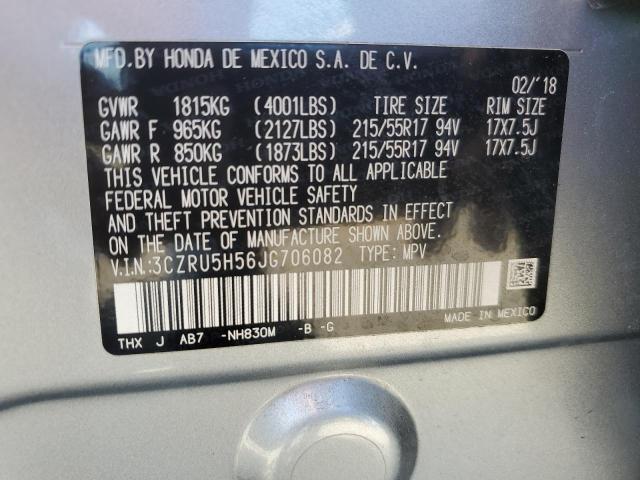 MFD.BY HONDA DE MEXICO S.A. DE C.V.
02/'18
GVWR 1815KG (4001LBS) TIRE SIZE RIM SIZE
GAWR F 965KG (2127LBS) 215/55R17 94V 17X7.5J
GAWR R 850KG (1873LBS) 215/55R17 94V 17X7.5J
THIS VEHICLE CONFORMS TO ALL APPLICABLE
FEDERAL MOTOR VEHICLE SAFETY
AND THEFT PREVENTION STANDARDS IN EFFECT
ON THE DATE OF MANUFACTURE SHOWN ABOVE.
V.I.N.:3CZRU5H56JG706082 TYPE: MPV
MADE IN MEXICO
THX J AB7 -NH830M -B -G